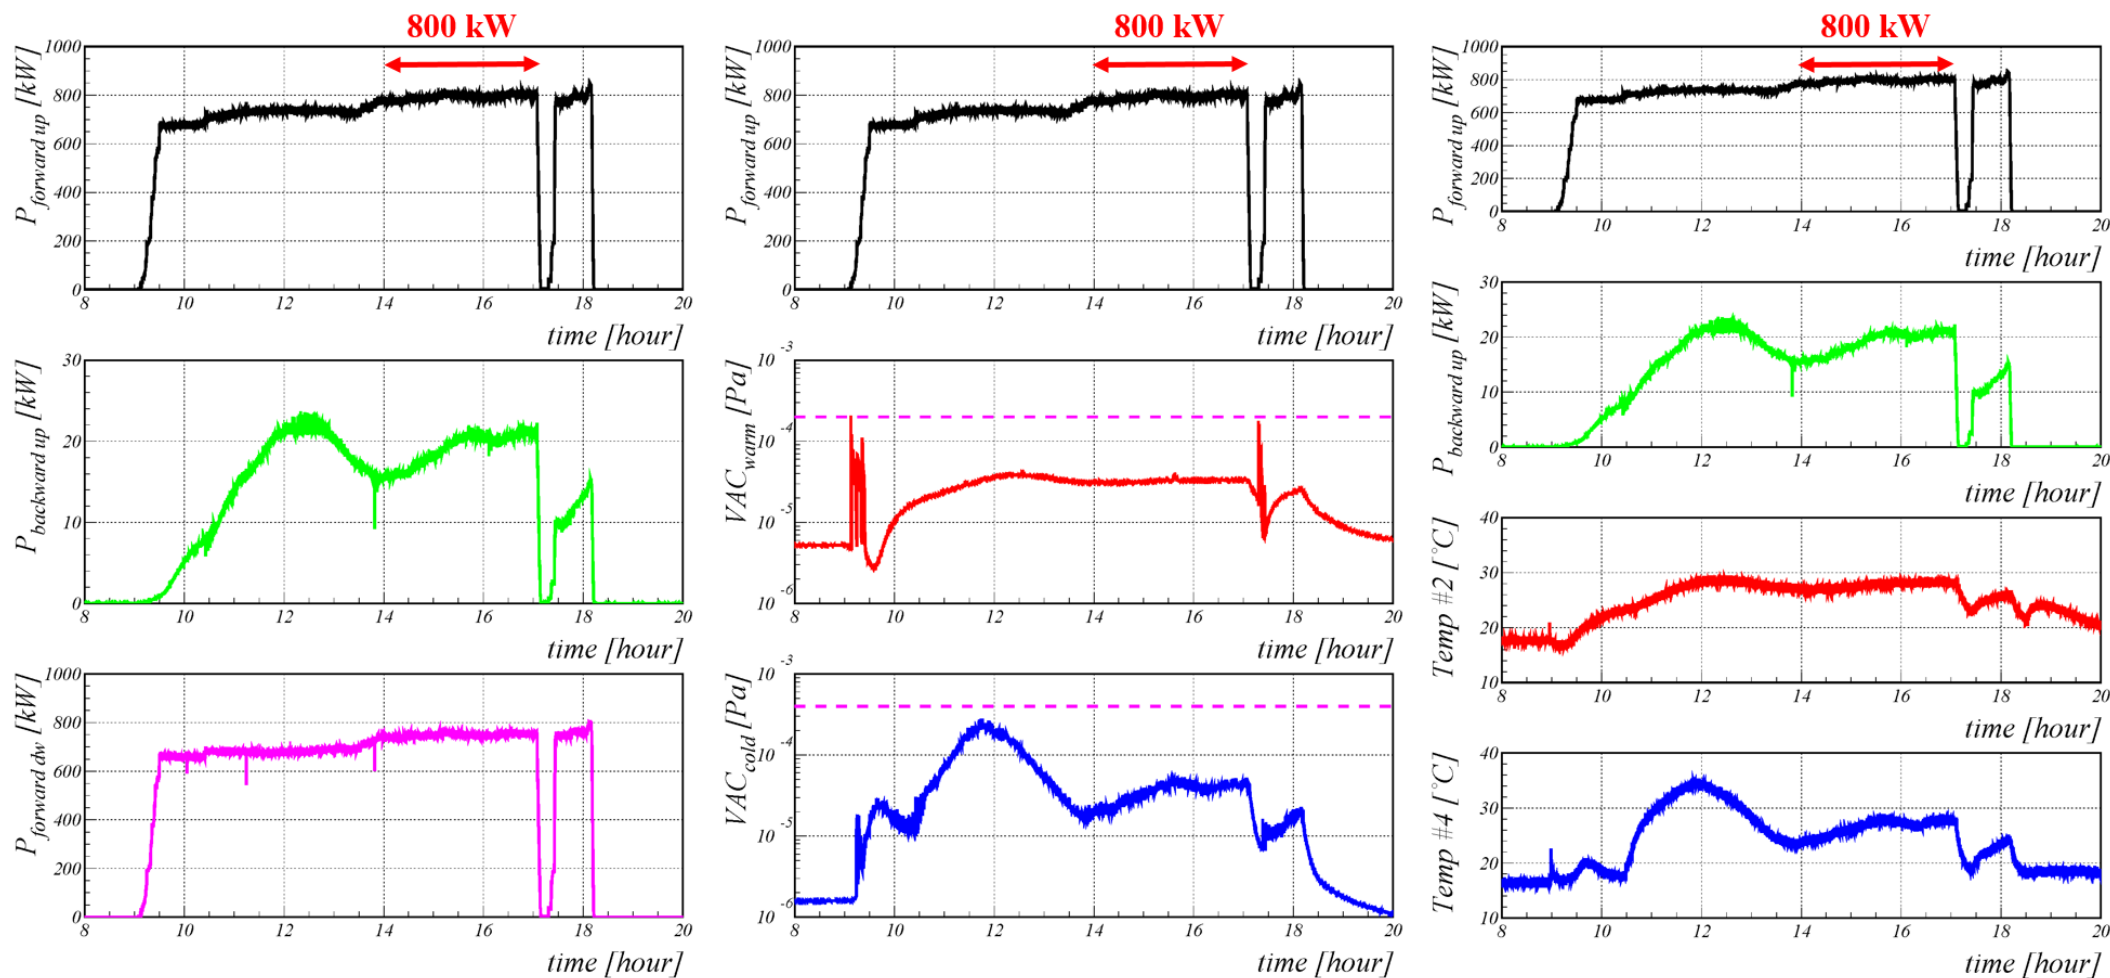 800 kW
P forward up [kW]
1000
800
600
400
200
0
8 10 12 14 16 18 20
time [hour]
P backward up [kW]
30
20
10
0
8 10 12 14 16 18 20
time [hour]
P forward dw [kW]
1000
800
600
400
200
0
8 10 12 14 16 18 20
time [hour]
800 kW
P forward up [kW]
1000
800
600
400
200
0
8 10 12 14 16 18 20
time [hour]
VAC warm [Pa]
10 -3
10 -4
10 -5
10 -6
8 10 12 14 16 18 20
time [hour]
VAC cold [Pa]
10 -3
10 -4
10 -5
10 -6
8 10 12 14 16 18 20
time [hour]
800 kW
P forward up [kW]
1000
800
600
400
200
0
8 10 12 14 16 18 20
time [hour]
P backward up [kW]
30
20
10
0
8 10 12 14 16 18 20
time [hour]
Temp #2 [°C]
40
30
20
10
8 10 12 14 16 18 20
time [hour]
Temp #4 [°C]
40
30
20
10
8 10 12 14 16 18 20
time [hour]